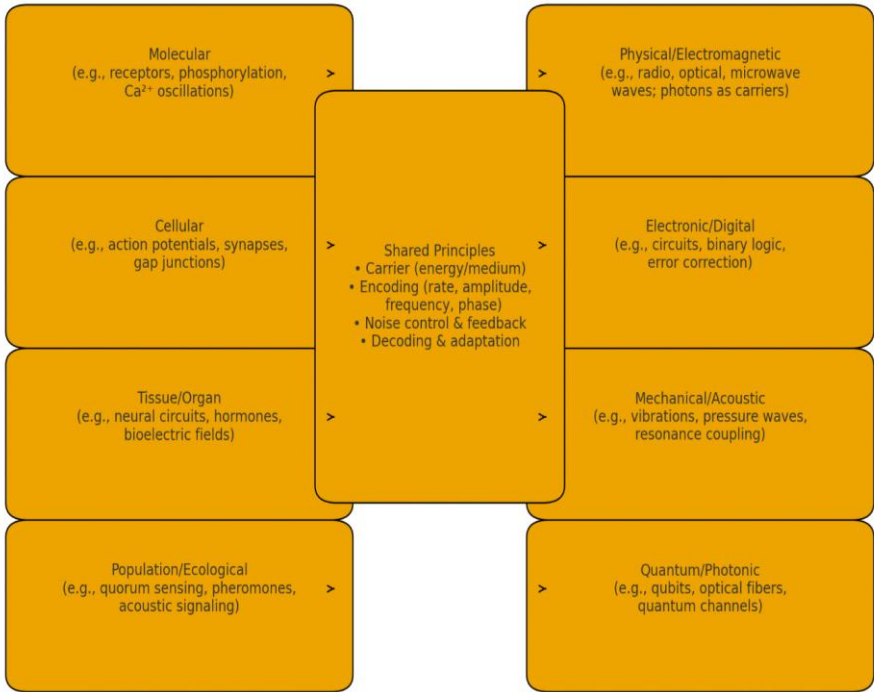 Molecular
(e.g., receptors, phosphorylation,
Ca²⁺ oscillations)
Physical/Electromagnetic
(e.g., radio, optical, microwave
waves; photons as carriers)
Cellular
(e.g., action potentials, synapses,
gap junctions)
Shared Principles
• Carrier (energy/medium)
• Encoding (rate, amplitude,
frequency, phase)
• Noise control & feedback
• Decoding & adaptation
Electronic/Digital
(e.g., circuits, binary logic,
error correction)
Tissue/Organ
(e.g., neural circuits, hormones,
bioelectric fields)
Mechanical/Acoustic
(e.g., vibrations, pressure waves,
resonance coupling)
Population/Ecological
(e.g., quorum sensing, pheromones,
acoustic signaling)
Quantum/Photonic
(e.g., qubits, optical fibers,
quantum channels)